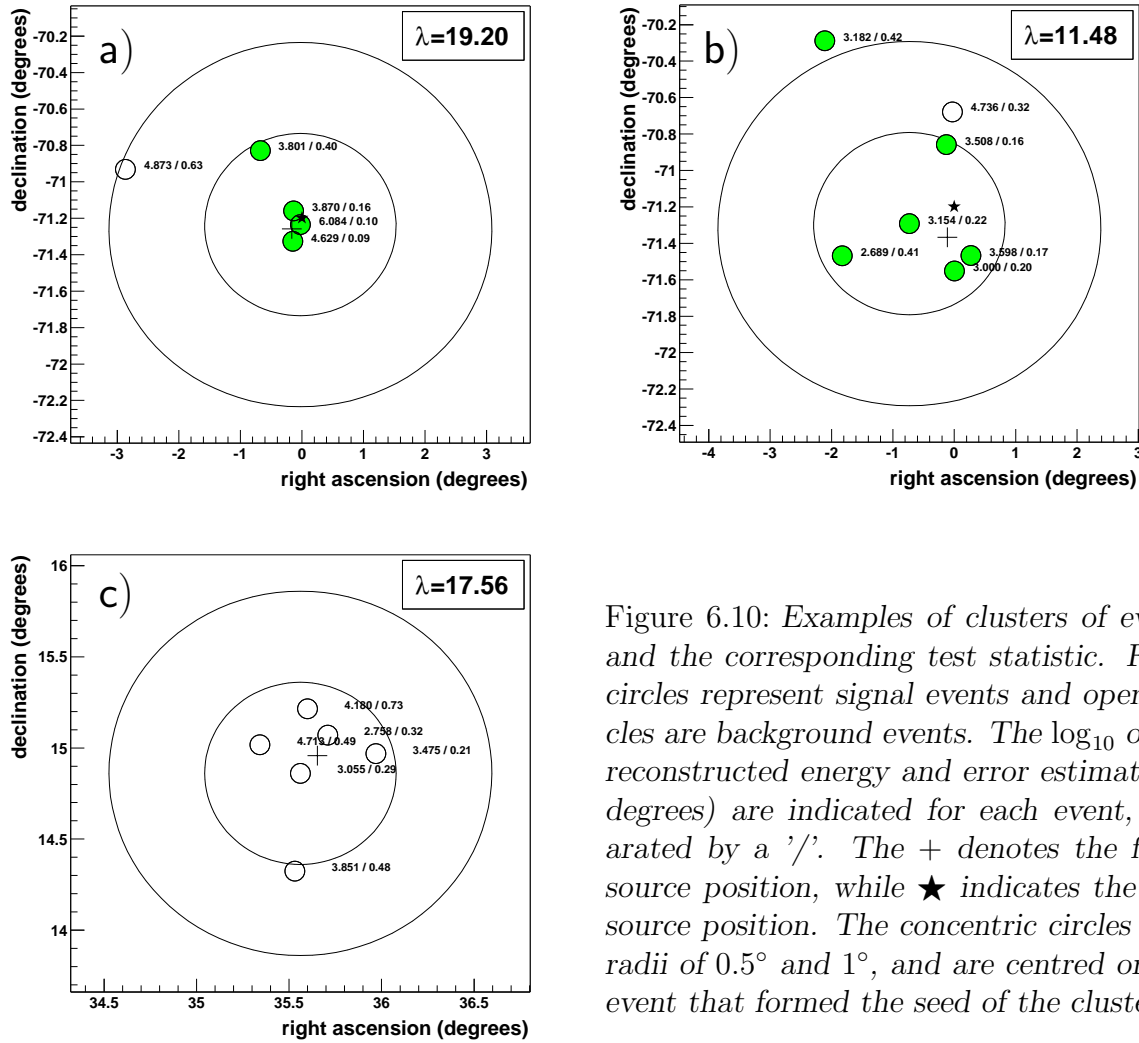 a)
λ=19.20
declination (degrees)
-70.2
-70.4
-70.6
-70.8
-71
-71.2
-71.4
-71.6
-71.8
-72
-72.2
-72.4
4.873 / 0.63
3.801 / 0.40
3.870 / 0.16
6.084 / 0.10
4.629 / 0.09
-3 -2 -1 0 1 2 3
right ascension (degrees)
b)
λ=11.48
declination (degrees)
-70.2
-70.4
-70.6
-70.8
-71
-71.2
-71.4
-71.6
-71.8
-72
-72.2
-72.4
3.182 / 0.42
4.736 / 0.32
3.508 / 0.16
3.154 / 0.22
2.689 / 0.41
3.598 / 0.17
3.000 / 0.20
-4 -3 -2 -1 0 1 2 3
right ascension (degrees)
c)
λ=17.56
declination (degrees)
16
15.5
15
14.5
14
4.180 / 0.73
2.758 / 0.32
4.713 / 0.49
3.475 / 0.21
3.055 / 0.29
3.851 / 0.48
34.5 35 35.5 36 36.5
right ascension (degrees)
Figure 6.10: Examples of clusters of
and the corresponding test statistic.
circles represent signal events and
cles are background events. The log10
reconstructed energy and error
degrees) are indicated for each event,
arated by a '/'. The + denotes the
source position, while ★ indicates the
source position. The concentric circles
radii of 0.5° and 1°, and are centred
event that formed the seed of the